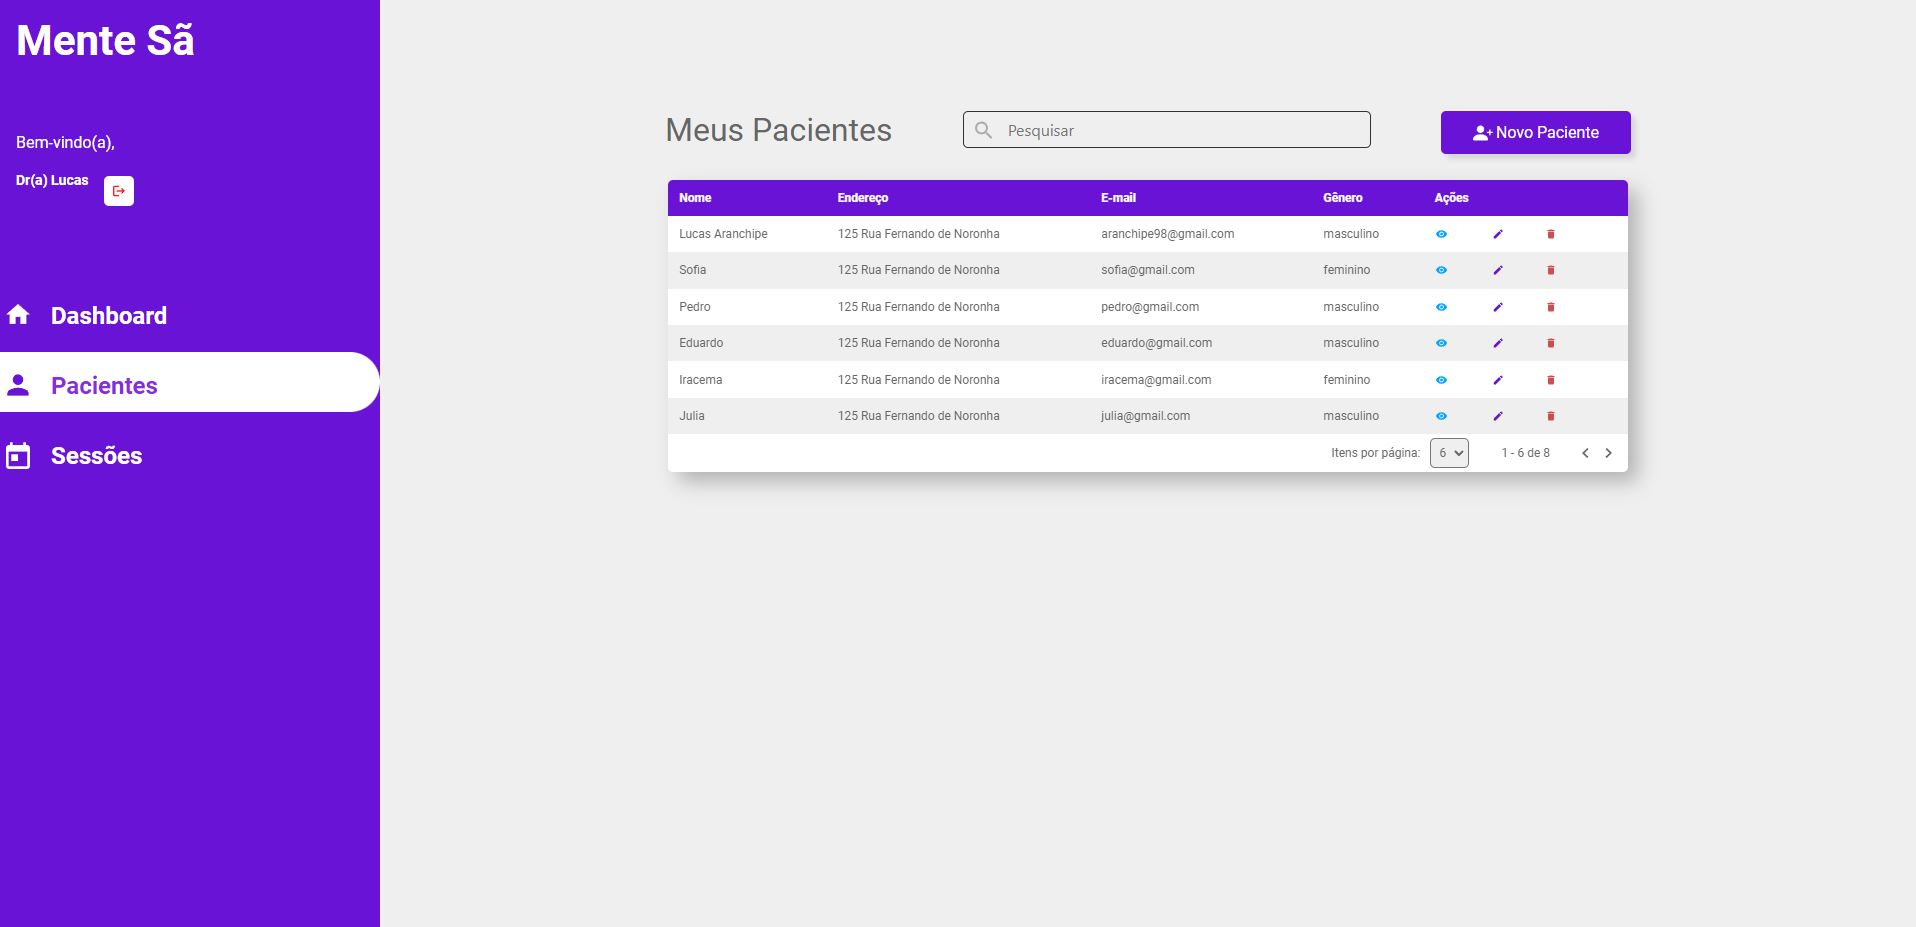 Mente Sã
Bem-vindo(a),
Dr(a) Lucas
Dashboard
Pacientes
Sessões
Meus Pacientes
Pesquisar
Novo Paciente
Nome Endereço E-mail Gênero Ações
Lucas Aranchipe 125 Rua Fernando de Noronha aranchipe98@gmail.com masculino
Sofia 125 Rua Fernando de Noronha sofia@gmail.com feminino
Pedro 125 Rua Fernando de Noronha pedro@gmail.com masculino
Eduardo 125 Rua Fernando de Noronha eduardo@gmail.com masculino
Iracema 125 Rua Fernando de Noronha iracema@gmail.com feminino
Julia 125 Rua Fernando de Noronha julia@gmail.com masculino
Itens por página: 6 1 - 6 de 8